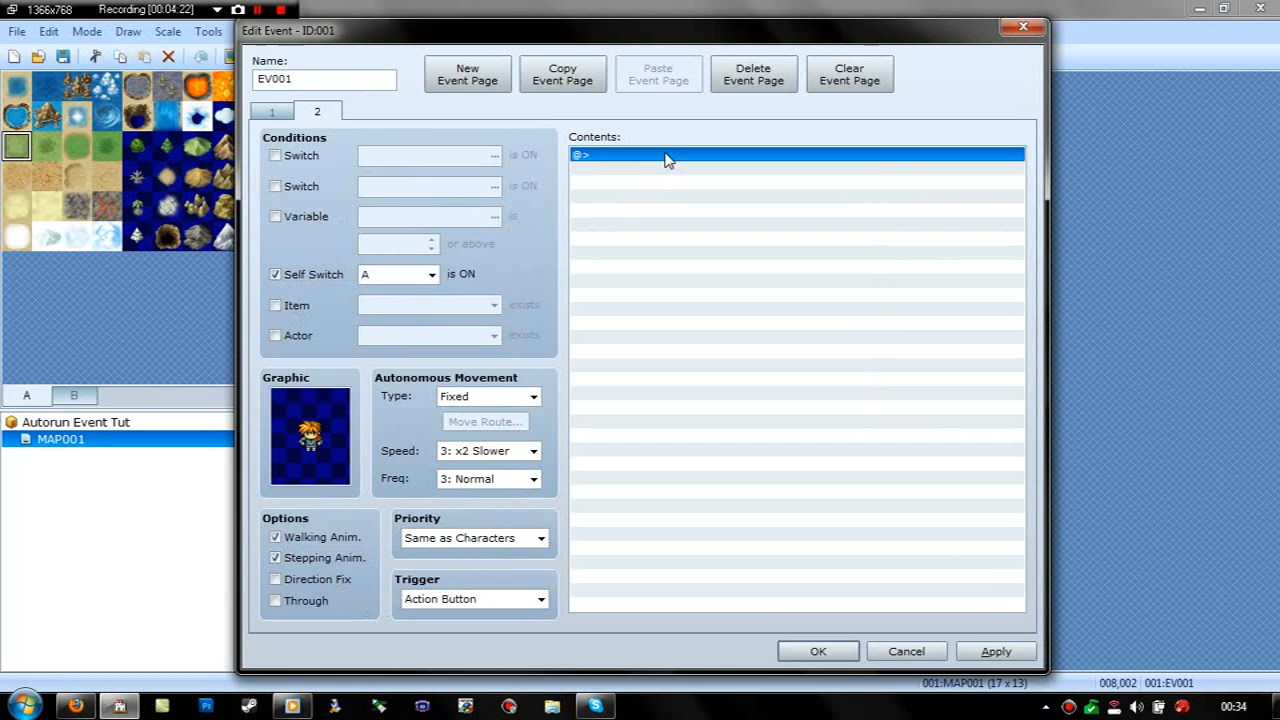 1366x768 Recording [00:04:22]
File Edit Mode Draw Scale Tools
A B
Autorun Event Tut
MAP001
Edit Event - ID:001
Name:
EV001
New Event Page
Copy Event Page
Paste Event Page
Delete Event Page
Clear Event Page
1 2
Conditions
Switch ... is ON
Switch ... is ON
Variable ... is
or above
Self Switch A is ON
Item exists
Actor exists
Graphic
Autonomous Movement
Type: Fixed
Move Route...
Speed: 3: x2 Slower
Freq: 3: Normal
Options
Walking Anim.
Stepping Anim.
Direction Fix
Through
Priority
Same as Characters
Trigger
Action Button
Contents:
@>
OK Cancel Apply
001:MAP001 (17 x 13) 008,002 001:EV001
00:34